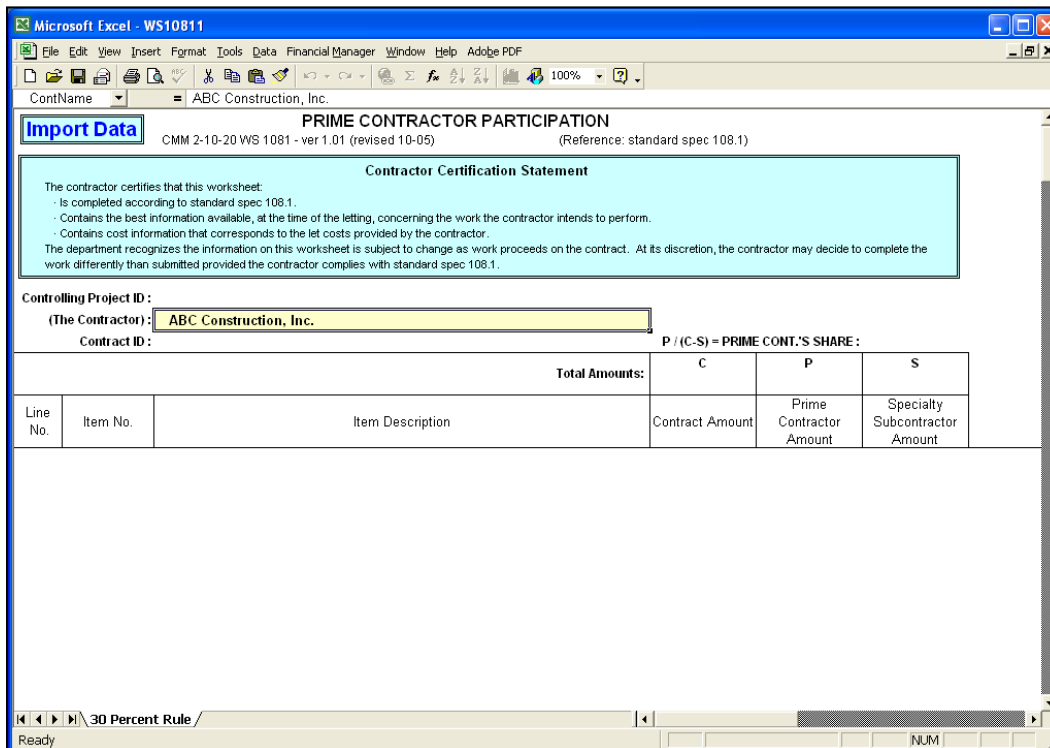 Microsoft Excel - WS10811
File Edit View Insert Format Tools Data Financial Manager Window Help Adobe PDF
100%
ContName = ABC Construction, Inc.
Import Data
PRIME CONTRACTOR PARTICIPATION
CMM 2-10-20 WS 1081 - ver 1.01 (revised 10-05) (Reference: standard spec 108.1)
Contractor Certification Statement
The contractor certifies that this worksheet:
· Is completed according to standard spec 108.1.
· Contains the best information available, at the time of the letting, concerning the work the contractor intends to perform.
· Contains cost information that corresponds to the let costs provided by the contractor.
The department recognizes the information on this worksheet is subject to change as work proceeds on the contract. At its discretion, the contractor may decide to complete the
work differently than submitted provided the contractor complies with standard spec 108.1.
Controlling Project ID :
(The Contractor) : ABC Construction, Inc.
Contract ID : P / (C-S) = PRIME CONT.'S SHARE :
Total Amounts: C P S
Line No. Item No. Item Description Contract Amount Prime Contractor Amount Specialty Subcontractor Amount
30 Percent Rule
Ready NUM